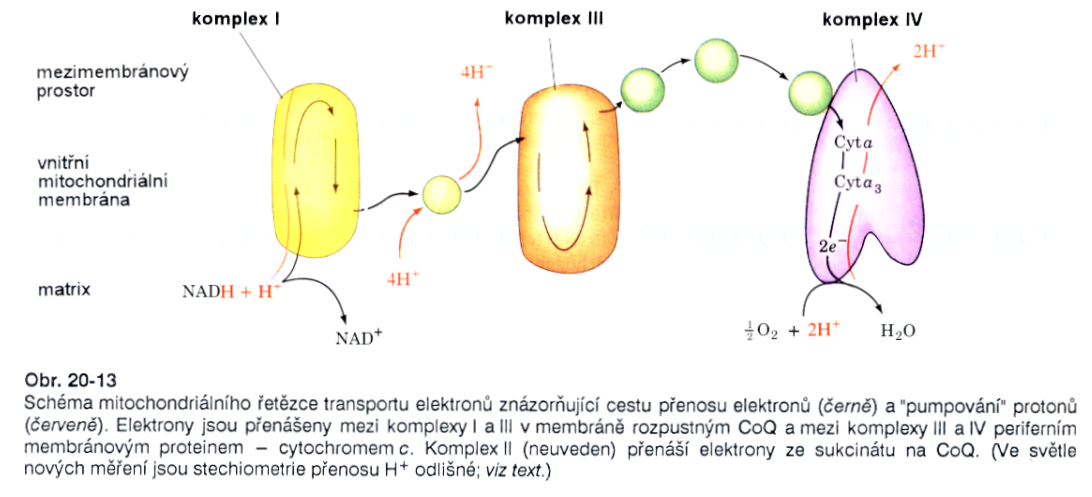 komplex I
komplex III
komplex IV
mezimembránový
prostor
4H⁺
2H⁺
vnitřní
mitochondriální
membrána
Cyta
Cyta₃
2e⁻
matrix
NADH + H⁺
4H⁺
NAD⁺
½O₂ + 2H⁺
H₂O
Obr. 20-13
Schéma mitochondriálního řetězce transportu elektronů znázorňující cestu přenosu elektronů (černě) a "pumpování" protonů
(červeně). Elektrony jsou přenášeny mezi komplexy I a III v membráně rozpustným CoQ a mezi komplexy III a IV periferním
membránovým proteinem – cytochromem c. Komplex II (neuveden) přenáší elektrony ze sukcinátu na CoQ. (Ve světle
nových měření jsou stechiometrie přenosu H⁺ odlišné; viz text.)